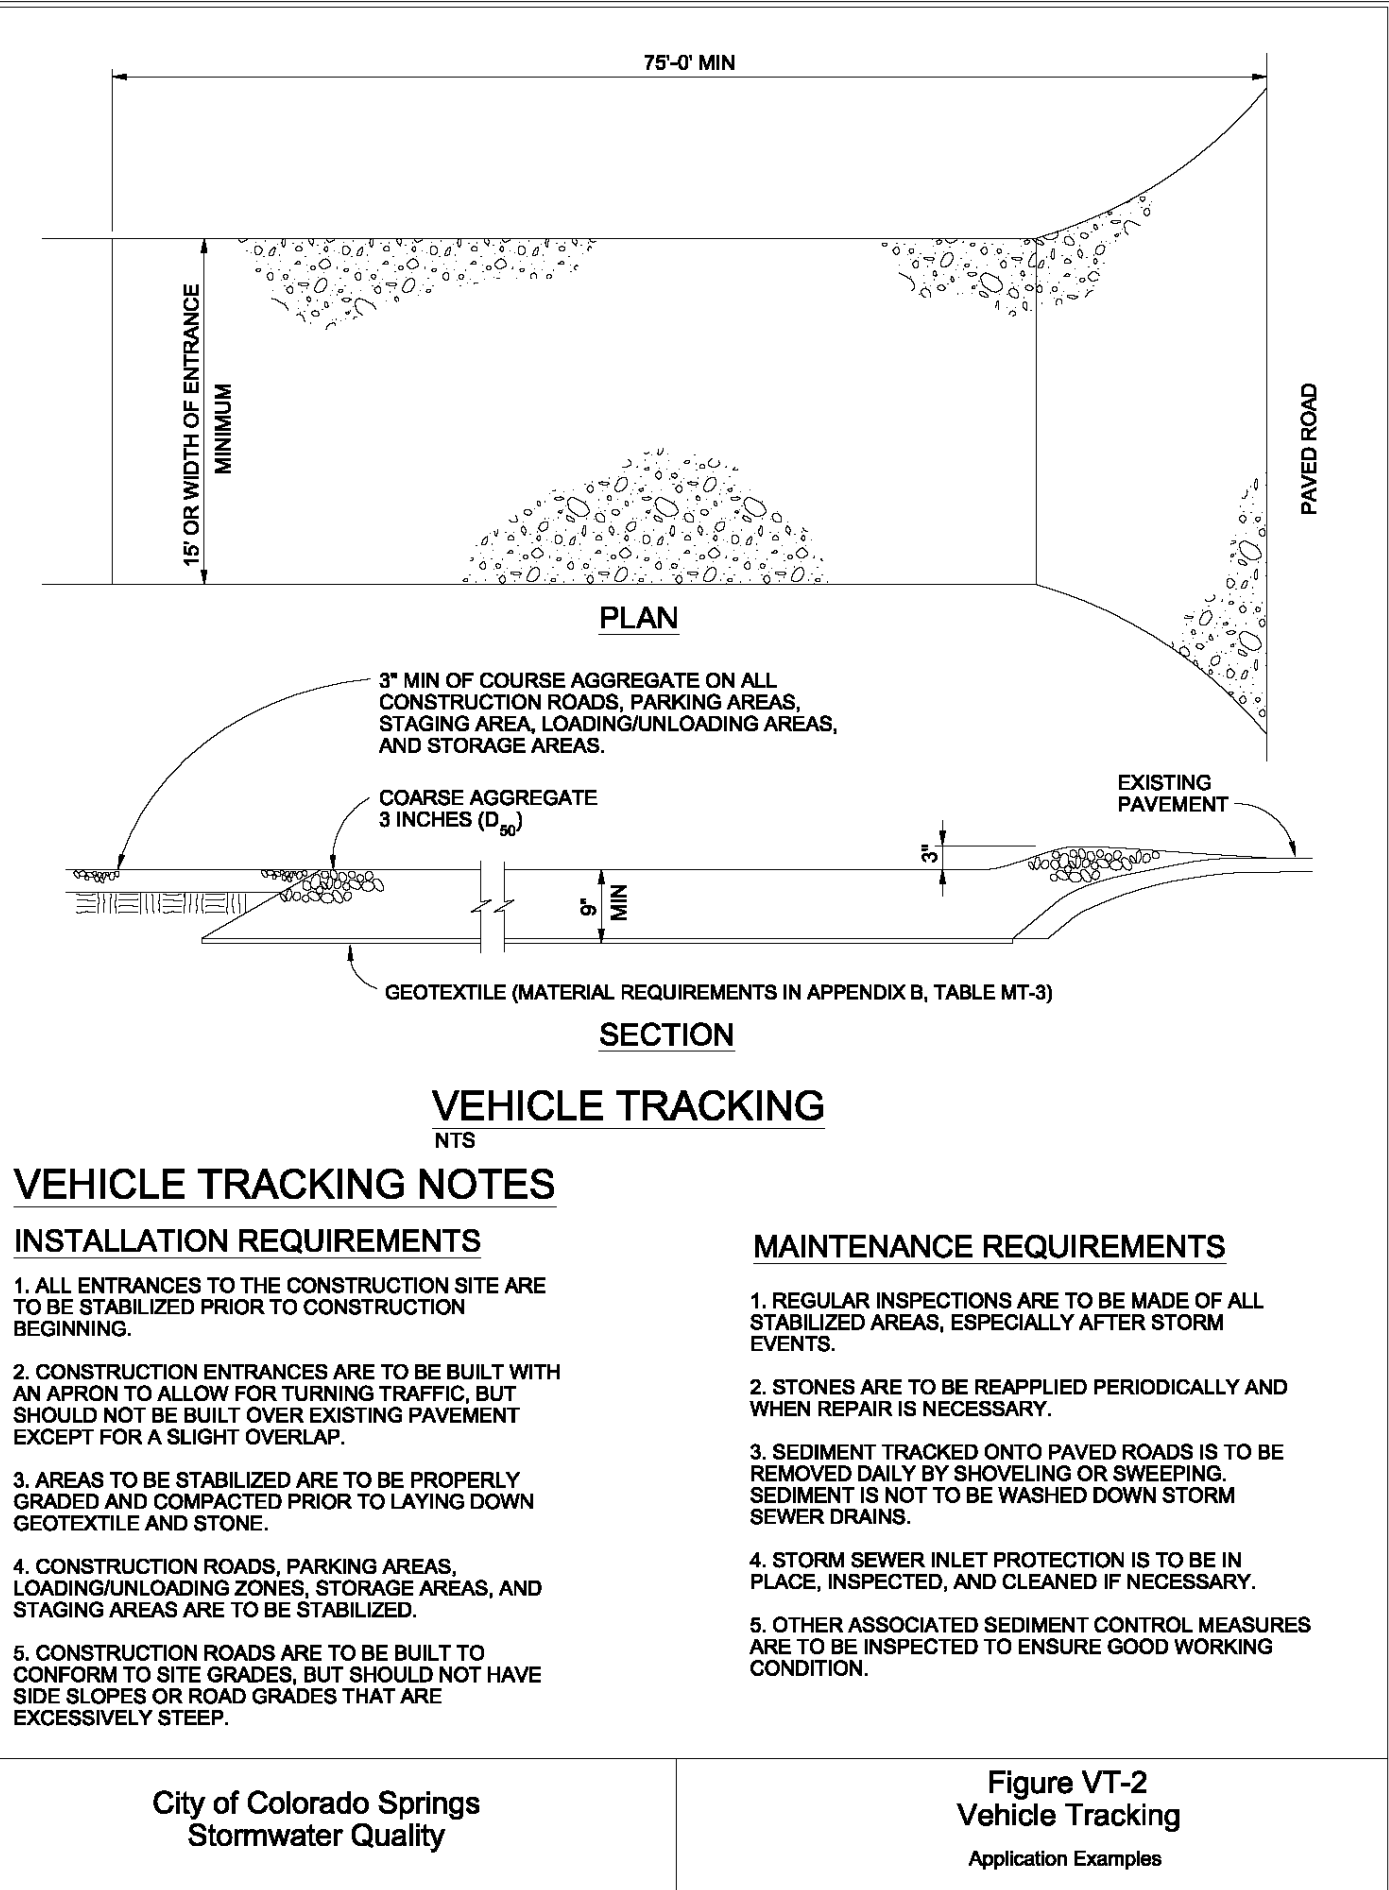 75'-0' MIN
15' OR WIDTH OF ENTRANCE
MINIMUM
PAVED ROAD
PLAN
3" MIN OF COURSE AGGREGATE ON ALL
CONSTRUCTION ROADS, PARKING AREAS,
STAGING AREA, LOADING/UNLOADING AREAS,
AND STORAGE AREAS.
COARSE AGGREGATE
3 INCHES (D50)
EXISTING
PAVEMENT
3"
9"
MIN
GEOTEXTILE (MATERIAL REQUIREMENTS IN APPENDIX B, TABLE MT-3)
SECTION
VEHICLE TRACKING
NTS
VEHICLE TRACKING NOTES
INSTALLATION REQUIREMENTS
1. ALL ENTRANCES TO THE CONSTRUCTION SITE ARE
TO BE STABILIZED PRIOR TO CONSTRUCTION
BEGINNING.
2. CONSTRUCTION ENTRANCES ARE TO BE BUILT WITH
AN APRON TO ALLOW FOR TURNING TRAFFIC, BUT
SHOULD NOT BE BUILT OVER EXISTING PAVEMENT
EXCEPT FOR A SLIGHT OVERLAP.
3. AREAS TO BE STABILIZED ARE TO BE PROPERLY
GRADED AND COMPACTED PRIOR TO LAYING DOWN
GEOTEXTILE AND STONE.
4. CONSTRUCTION ROADS, PARKING AREAS,
LOADING/UNLOADING ZONES, STORAGE AREAS, AND
STAGING AREAS ARE TO BE STABILIZED.
5. CONSTRUCTION ROADS ARE TO BE BUILT TO
CONFORM TO SITE GRADES, BUT SHOULD NOT HAVE
SIDE SLOPES OR ROAD GRADES THAT ARE
EXCESSIVELY STEEP.
MAINTENANCE REQUIREMENTS
1. REGULAR INSPECTIONS ARE TO BE MADE OF ALL
STABILIZED AREAS, ESPECIALLY AFTER STORM
EVENTS.
2. STONES ARE TO BE REAPPLIED PERIODICALLY AND
WHEN REPAIR IS NECESSARY.
3. SEDIMENT TRACKED ONTO PAVED ROADS IS TO BE
REMOVED DAILY BY SHOVELING OR SWEEPING.
SEDIMENT IS NOT TO BE WASHED DOWN STORM
SEWER DRAINS.
4. STORM SEWER INLET PROTECTION IS TO BE IN
PLACE, INSPECTED, AND CLEANED IF NECESSARY.
5. OTHER ASSOCIATED SEDIMENT CONTROL MEASURES
ARE TO BE INSPECTED TO ENSURE GOOD WORKING
CONDITION.
City of Colorado Springs
Stormwater Quality
Figure VT-2
Vehicle Tracking
Application Examples